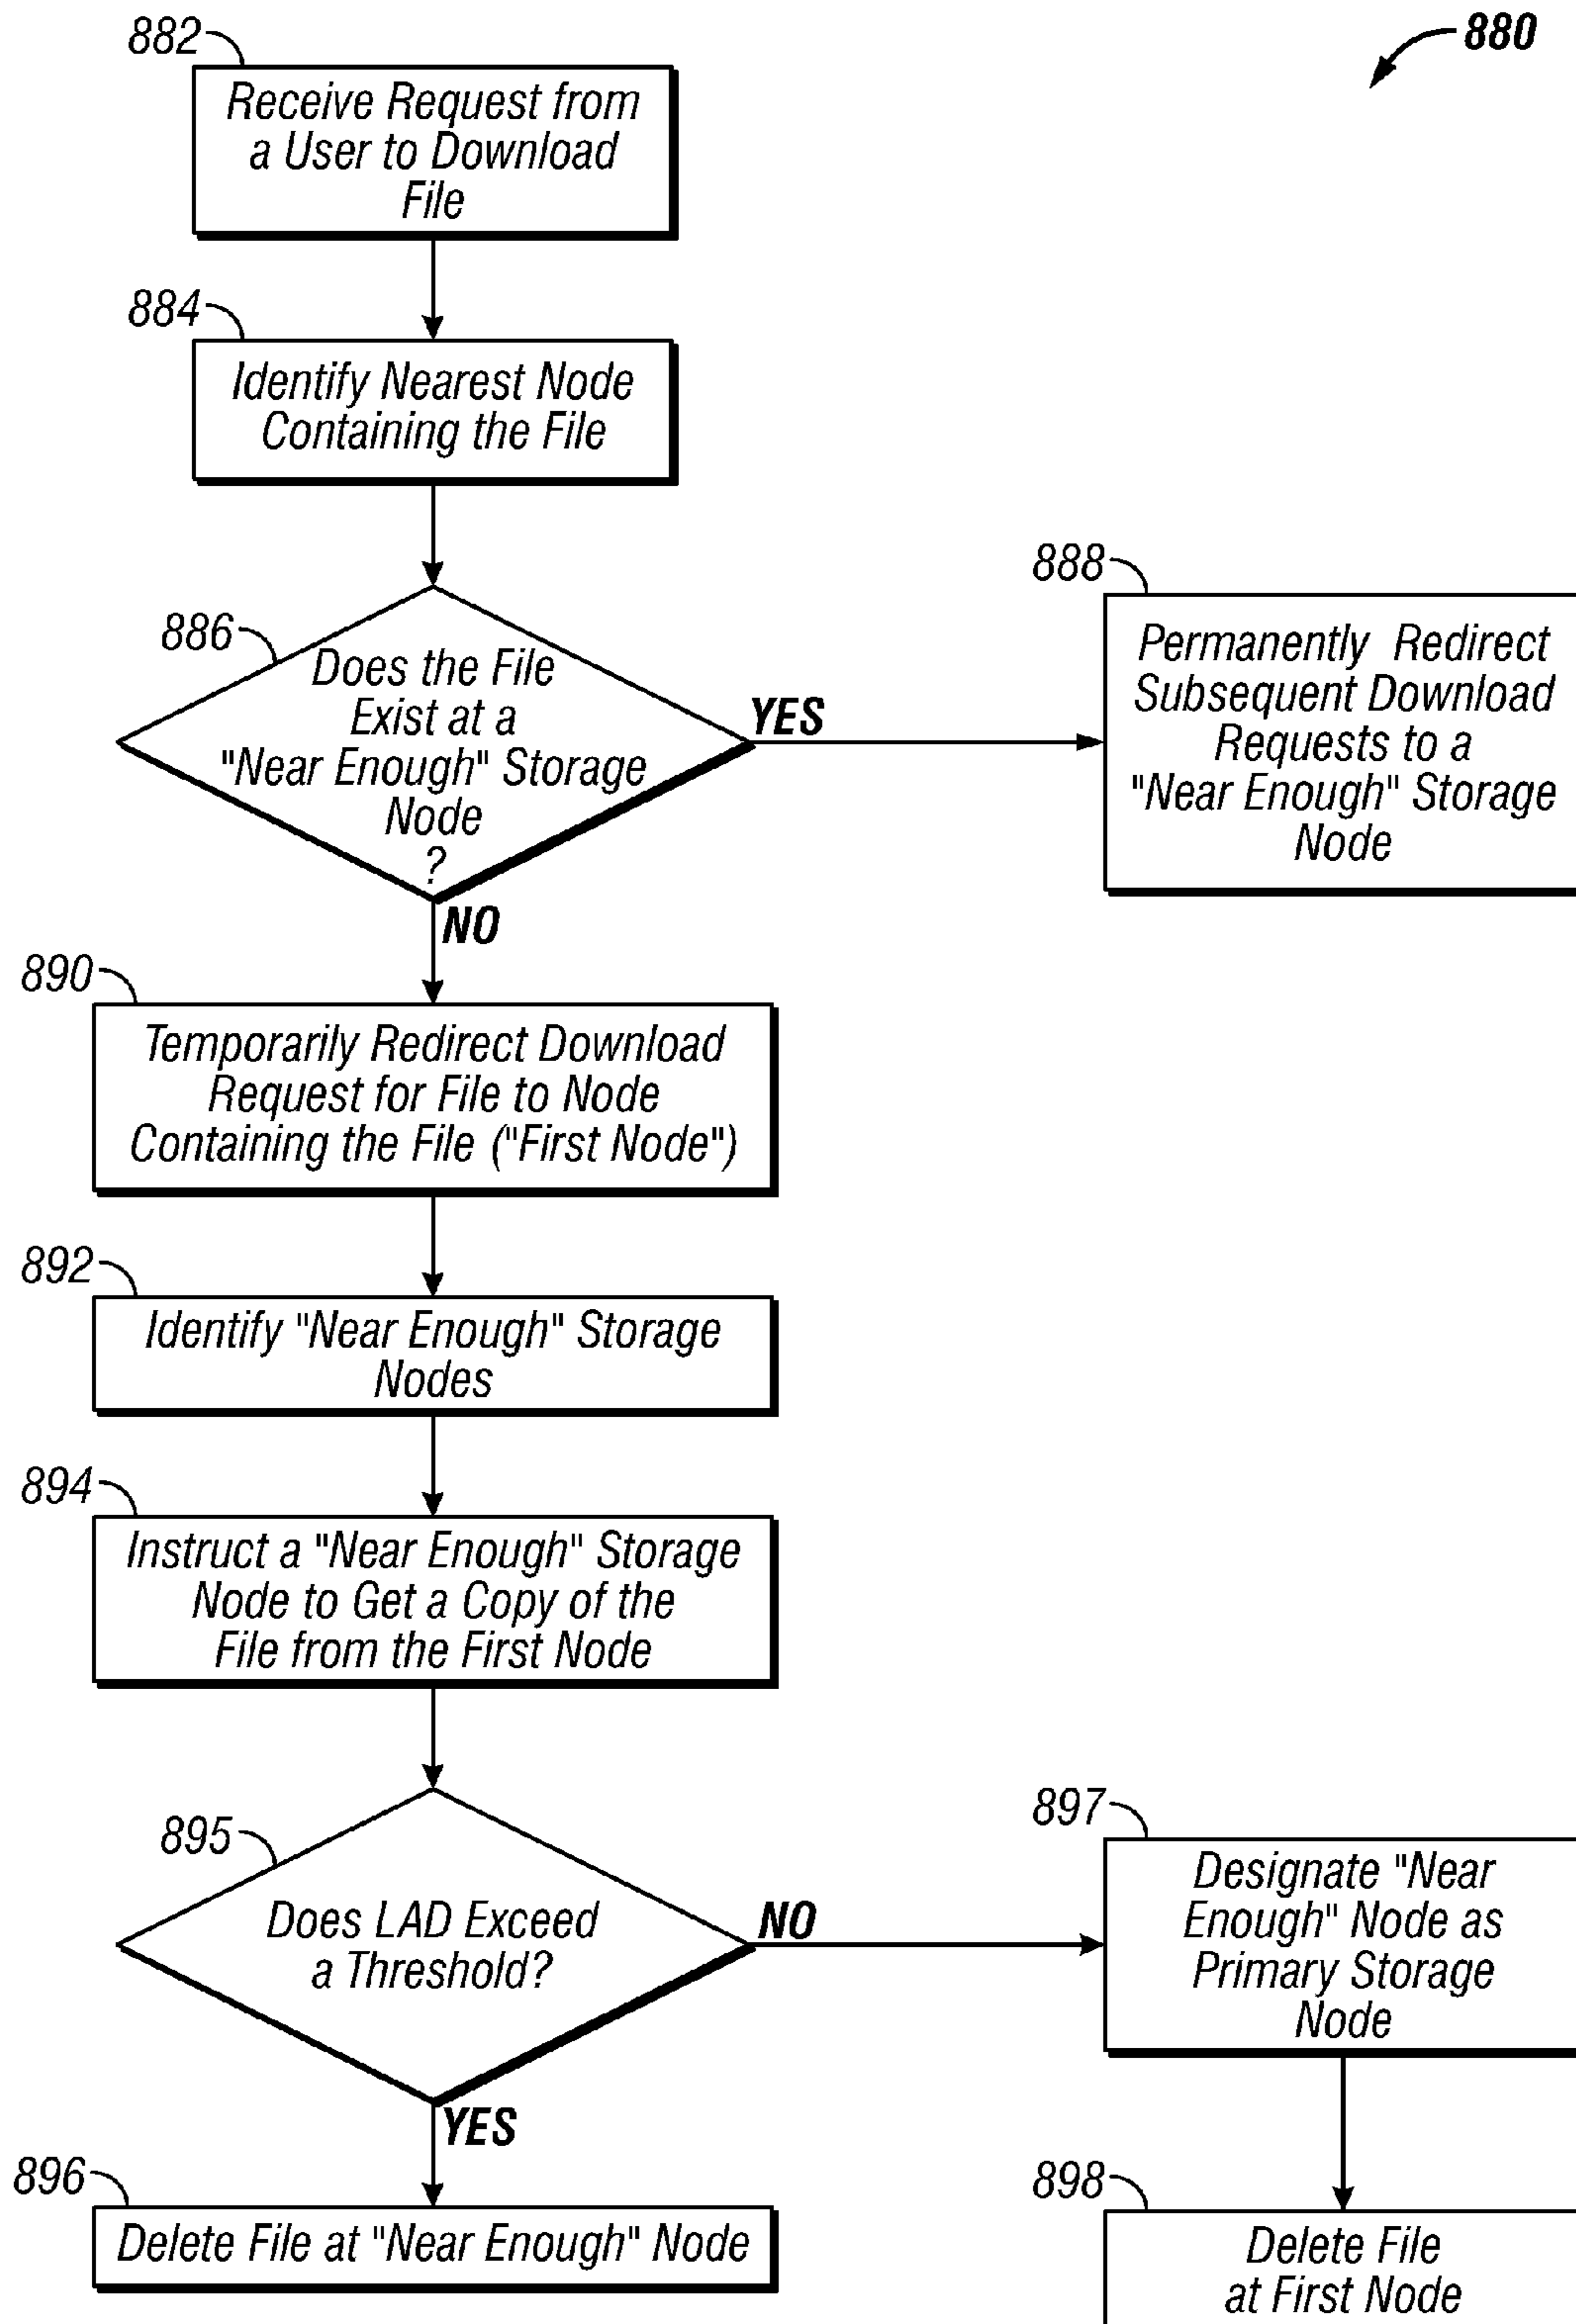 880
882
Receive Request from
a User to Download
File
884
Identify Nearest Node
Containing the File
886
Does the File
Exist at a
"Near Enough" Storage
Node
?
YES
888
Permanently Redirect
Subsequent Download
Requests to a
"Near Enough" Storage
Node
NO
890
Temporarily Redirect Download
Request for File to Node
Containing the File ("First Node")
892
Identify "Near Enough" Storage
Nodes
894
Instruct a "Near Enough" Storage
Node to Get a Copy of the
File from the First Node
895
Does LAD Exceed
a Threshold?
NO
897
Designate "Near
Enough" Node as
Primary Storage
Node
YES
896
Delete File at "Near Enough" Node
898
Delete File
at First Node